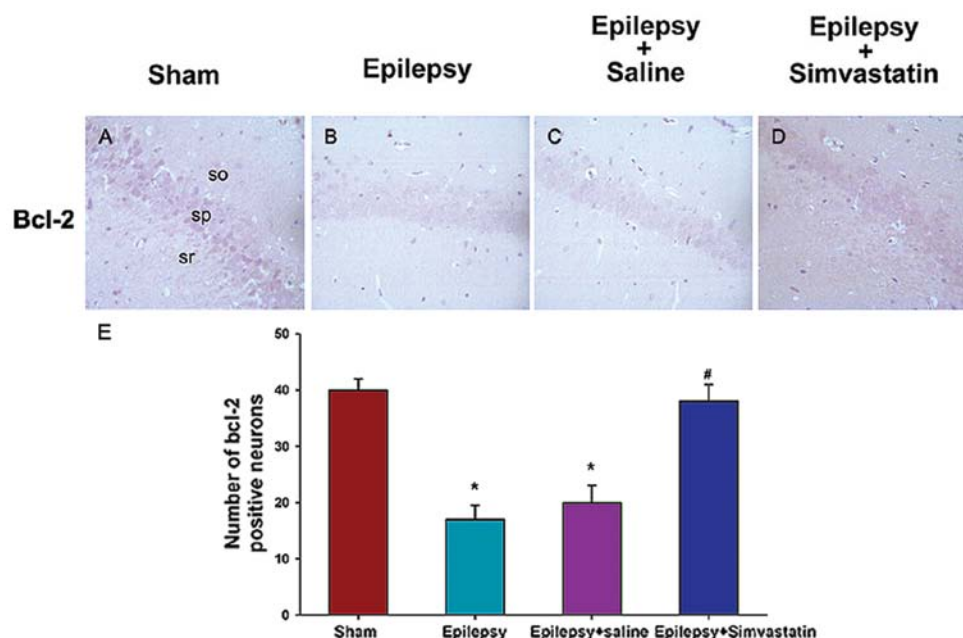 Sham
Epilepsy
Epilepsy
+
Saline
Epilepsy
+
Simvastatin
Bcl-2
A
so
sp
sr
B
C
D
E
Number of bcl-2
positive neurons
50
40
30
20
10
0
*
*
#
Sham
Epilepsy
Epilepsy+saline
Epilepsy+Simvastatin